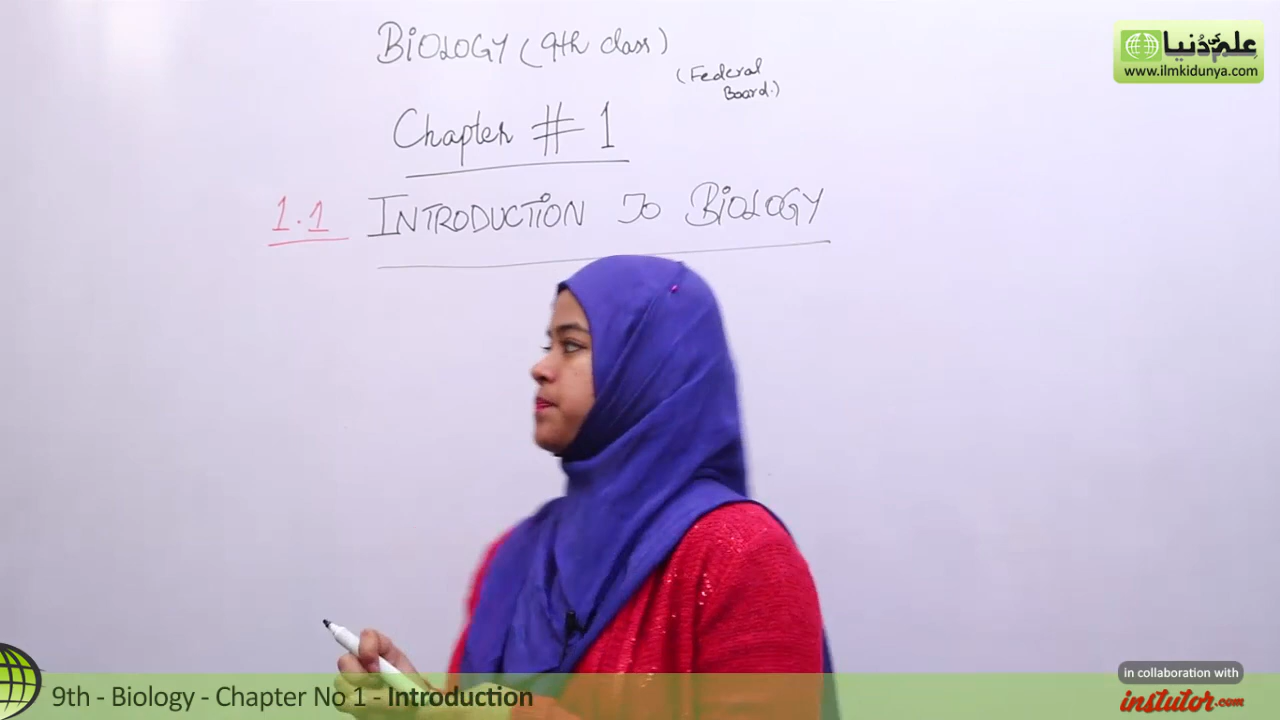 BiOLOGY (9th class)
(Federal
Board.)
Chapter # 1
1.1 INTRODUCTION TO BiOLOGY
علم کی دُنیا
www.ilmkidunya.com
9th - Biology - Chapter No 1 - Introduction
in collaboration with
instutor.com